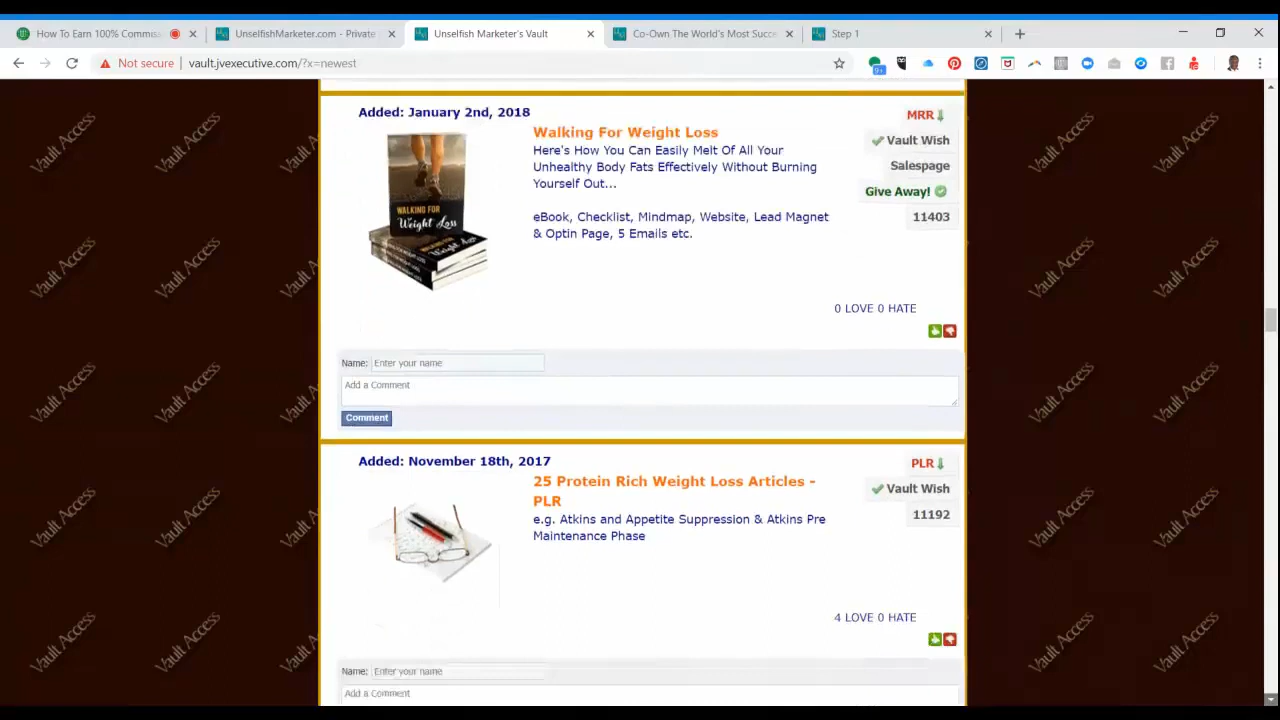 How To Earn 100% Commis
UnselfishMarketer.com - Private
Unselfish Marketer's Vault
Co-Own The World's Most Succe
Step 1
Not secure | vault.jvexecutive.com/?x=newest
9+
Added: January 2nd, 2018
MRR
Walking For Weight Loss
Here's How You Can Easily Melt Of All Your
Unhealthy Body Fats Effectively Without Burning
Yourself Out...
eBook, Checklist, Mindmap, Website, Lead Magnet
& Optin Page, 5 Emails etc.
Vault Wish
Salespage
Give Away!
11403
WALKING FOR
Weight Loss
0 LOVE 0 HATE
Name: Enter your name
Add a Comment
Comment
Added: November 18th, 2017
PLR
25 Protein Rich Weight Loss Articles -
PLR
e.g. Atkins and Appetite Suppression & Atkins Pre
Maintenance Phase
Vault Wish
11192
4 LOVE 0 HATE
Name: Enter your name
Add a Comment
Vault Access